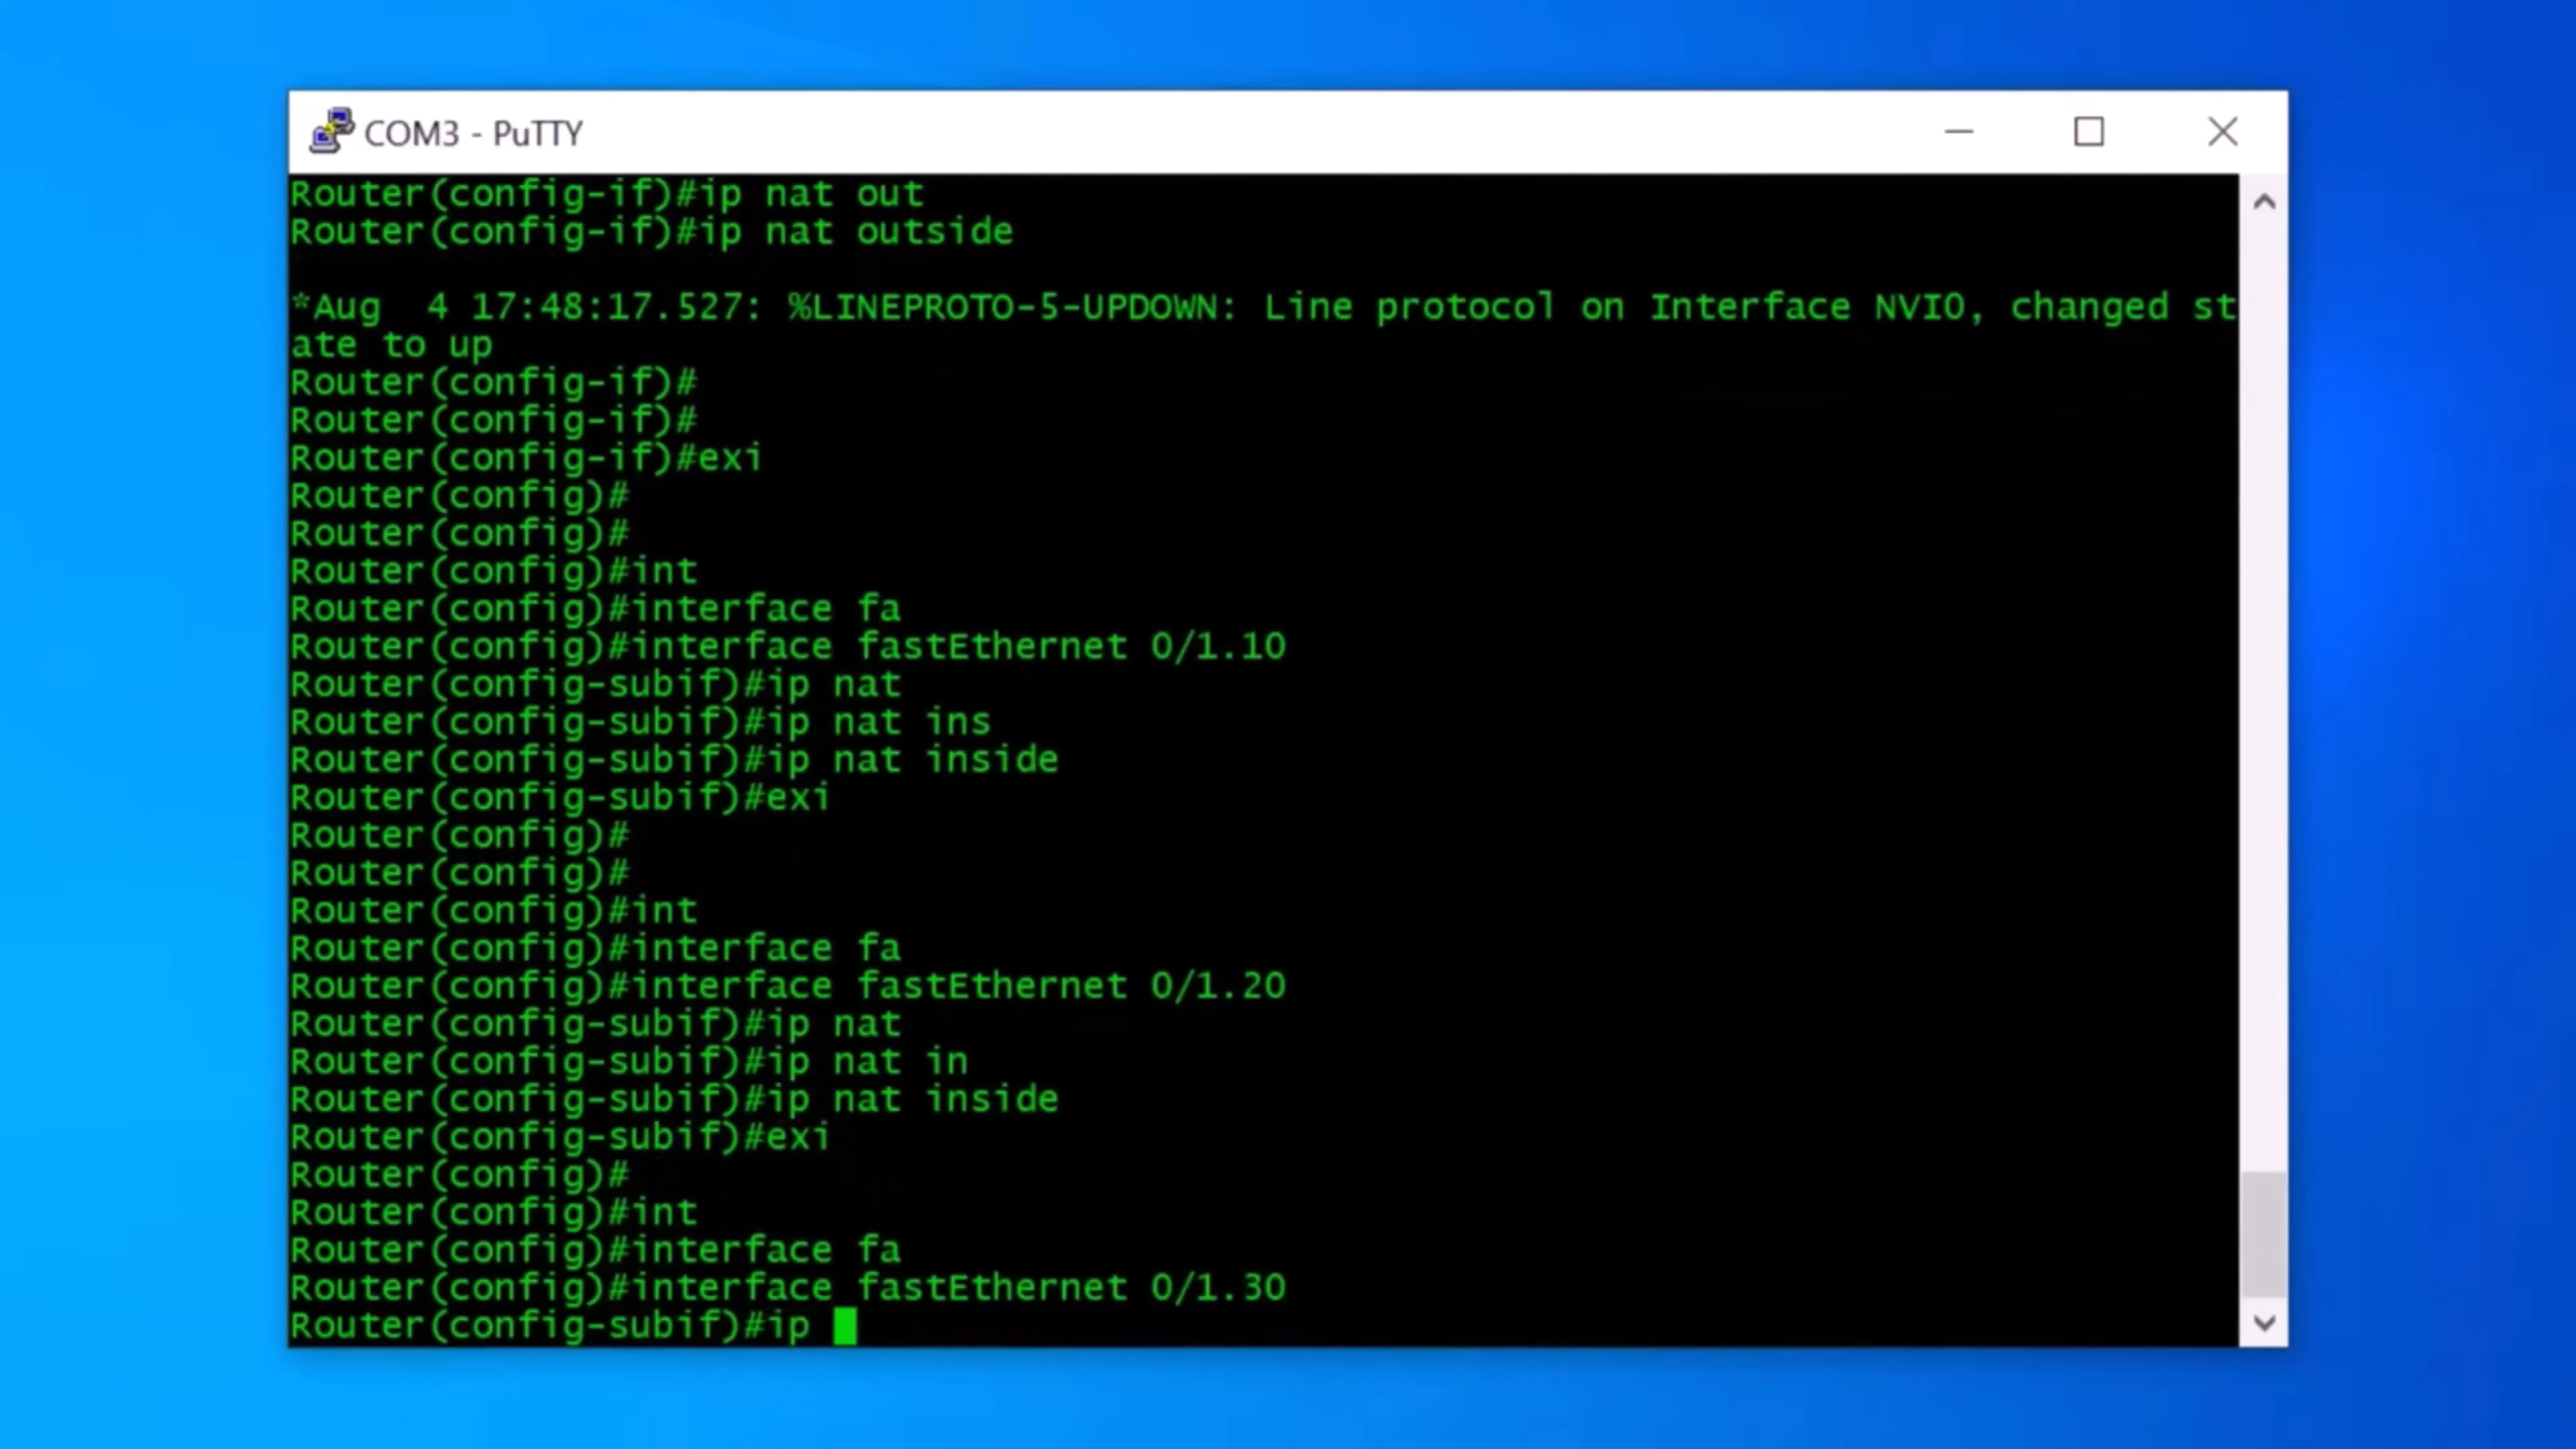 COM3 - PuTTY
Router(config-if)#ip nat out
Router(config-if)#ip nat outside
*Aug  4 17:48:17.527: %LINEPROTO-5-UPDOWN: Line protocol on Interface NVI0, changed st
ate to up
Router(config-if)#
Router(config-if)#
Router(config-if)#exi
Router(config)#
Router(config)#
Router(config)#int
Router(config)#interface fa
Router(config)#interface fastEthernet 0/1.10
Router(config-subif)#ip nat
Router(config-subif)#ip nat ins
Router(config-subif)#ip nat inside
Router(config-subif)#exi
Router(config)#
Router(config)#
Router(config)#int
Router(config)#interface fa
Router(config)#interface fastEthernet 0/1.20
Router(config-subif)#ip nat
Router(config-subif)#ip nat in
Router(config-subif)#ip nat inside
Router(config-subif)#exi
Router(config)#
Router(config)#int
Router(config)#interface fa
Router(config)#interface fastEthernet 0/1.30
Router(config-subif)#ip